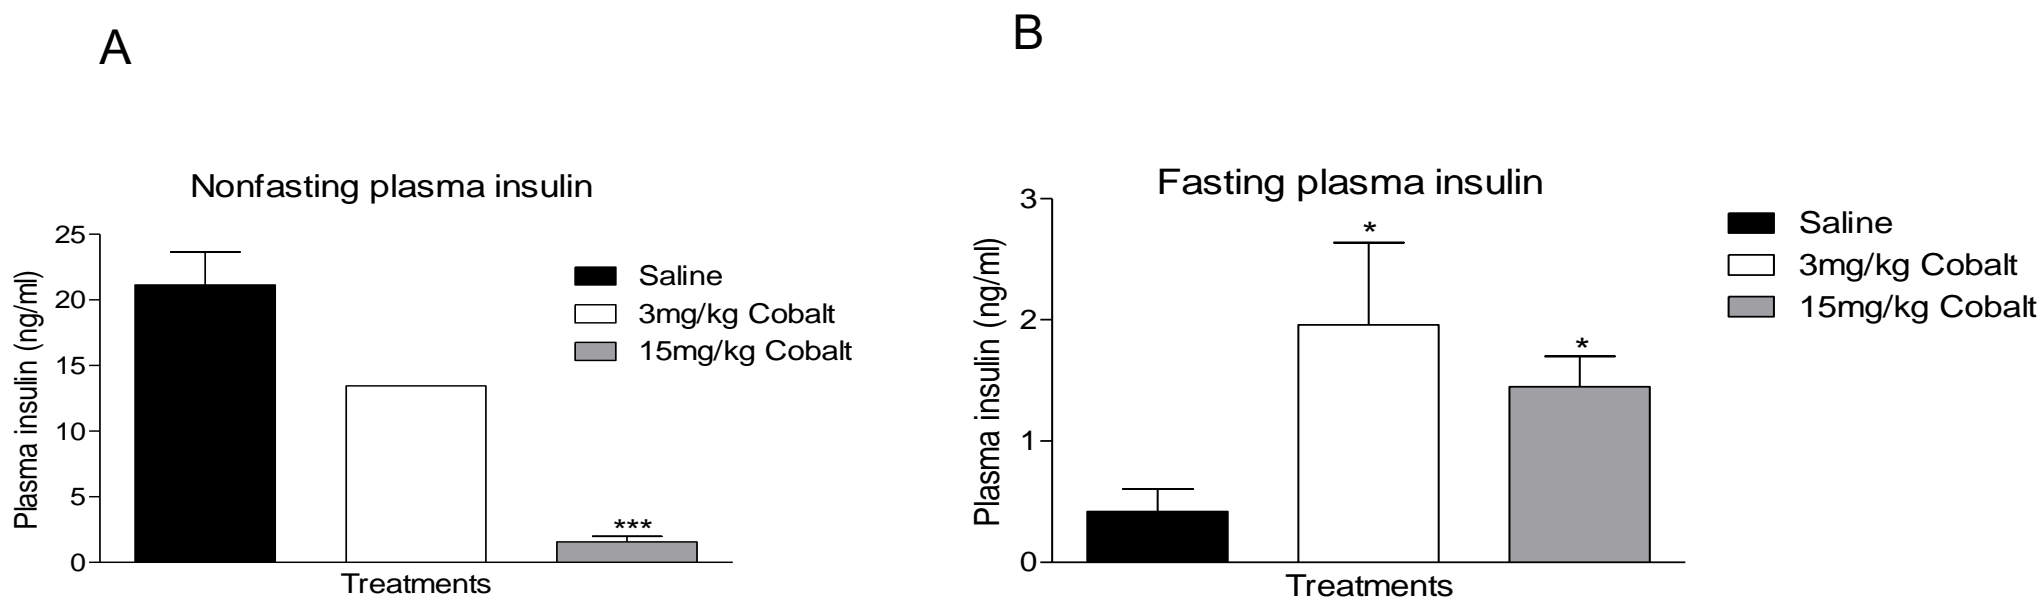 A
Nonfasting plasma insulin
Plasma insulin (ng/ml)
25
20
15
10
5
0
***
Treatments
Saline
3mg/kg Cobalt
15mg/kg Cobalt
B
Fasting plasma insulin
Plasma insulin (ng/ml)
3
2
1
0
*
*
Treatments
Saline
3mg/kg Cobalt
15mg/kg Cobalt